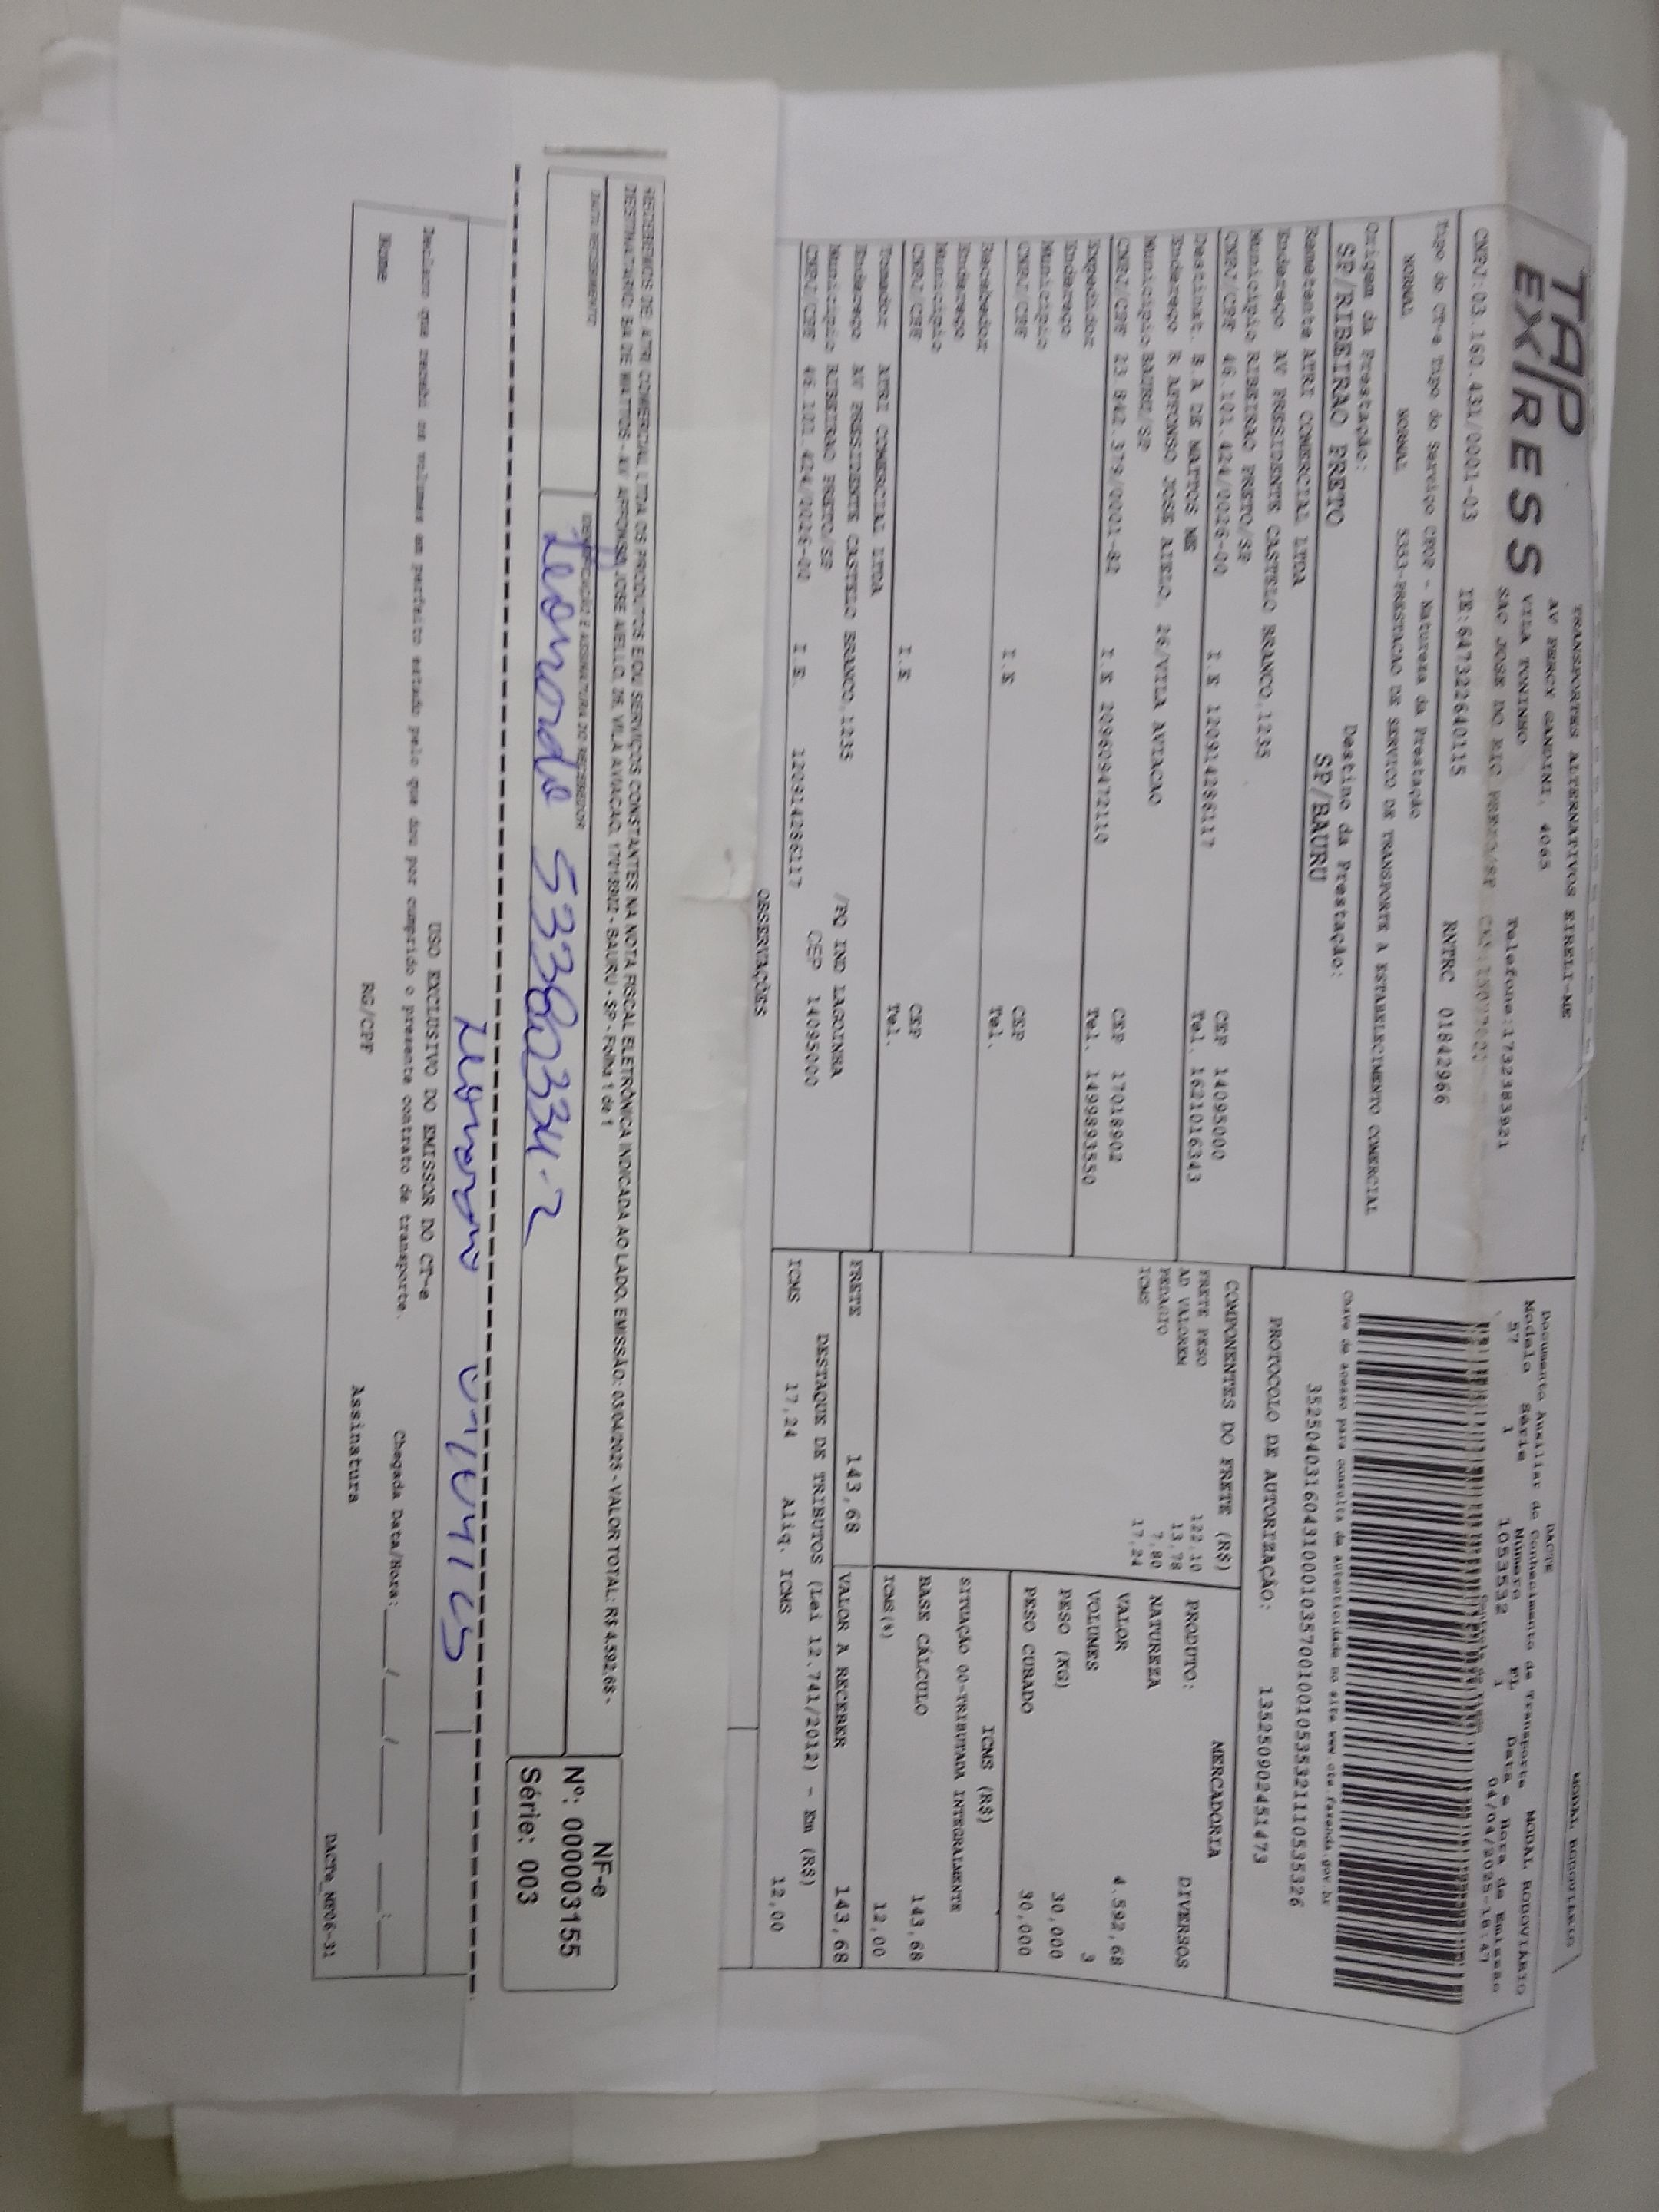 TAP EXPRESS
TRANSPORTES ALTERNATIVOS EIRELI-ME
AV PERCY GANDINI, 4065
VILA TONINHO Telefone:1732383921
SAO JOSE DO RIO PRETO/SP
CNPJ:03.160.431/0001-03 IE:647322640115 RNTRC 01842966
MODAL RODOVIÁRIO
DACTE
Documento Auxiliar do Conhecimento de Transporte MODAL RODOVIÁRIO
Modelo Série Número FL Data e Hora de Emissão
57 1 1053532 1 04/04/2025-18:47
Tipo do CT-e Tipo do Serviço CFOP - Natureza da Prestação
NORMAL NORMAL 5353-PRESTACAO DE SERVICO DE TRANSPORTE A ESTABELECIMENTO COMERCIAL
Chave de acesso para consulta de autenticidade no site www.cte.fazenda.gov.br
35250403160431000103570010010535321110535326
Origem da Prestação: Destino da Prestação:
SP/RIBEIRAO PRETO SP/BAURU
PROTOCOLO DE AUTORIZAÇÃO: 135250902451473
Remetente ATRI COMERCIAL LTDA
Endereço AV PRESIDENTE CASTELO BRANCO,1235
Município RIBEIRAO PRETO/SP CEP 14095000
CNPJ/CPF 46.101.424/0026-00 I.E 120914286117 Tel. 1621016343
Destinat. B.A DE MATTOS ME
Endereço R AFFONSO JOSE AIELO, 26/VILA AVIACAO
Município BAURU/SP CEP 17018902
CNPJ/CPF 23.842.379/0001-82 I.E 209609472110 Tel. 1499893550
Expedidor
Endereço
Município CEP
CNPJ/CPF I.E Tel.
Recebedor
Endereço
Município CEP
CNPJ/CPF I.E Tel.
Tomador ATRI COMERCIAL LTDA
Endereço AV PRESIDENTE CASTELO BRANCO,1235 /PQ IND LAGOINHA
Município RIBEIRAO PRETO/SP CEP 14095000
CNPJ/CPF 46.101.424/0026-00 I.E. 120914286117
COMPONENTES DO FRETE (R$)
FRETE PESO 122,10
AD VALOREM 13,78
PEDAGIO 7,80
ICMS 17,24
MERCADORIA
PRODUTO: DIVERSOS
NATUREZA
VALOR 4.592,68
VOLUMES 3
PESO (KG) 30,000
PESO CUBADO 30,000
ICMS (R$)
SITUAÇÃO 00-TRIBUTADA INTEGRALMENTE
BASE CÁLCULO 143,68
ICMS(%) 12,00
FRETE 143,68 VALOR A RECEBER 143,68
DESTAQUE DE TRIBUTOS (Lei 12.741/2012) - Em (R$)
ICMS 17,24 Aliq. ICMS 12,00
OBSERVAÇÕES
RECEBEMOS DE ATRI COMERCIAL LTDA OS PRODUTOS E/OU SERVIÇOS CONSTANTES NA NOTA FISCAL ELETRÔNICA INDICADA AO LADO. EMISSÃO: 03/04/2025 - VALOR TOTAL: R$ 4.592,68 -
DESTINATÁRIO: BA DE MATTOS - AV AFFONSO JOSE AIELLO, 26, VILA AVIACAO, 17018902 - BAURU - SP - Folha 1 de 1
DATA RECEBIMENTO IDENTIFICAÇÃO E ASSINATURA DO RECEBEDOR
Leonardo
NF-e
Nº: 000003155
Série: 003
USO EXCLUSIVO DO EMISSOR DO CT-e
Declaro que recebi os volumes em perfeito estado pelo que dou por cumprido o presente contrato de transporte.
Nome RG/CPF Assinatura Chegada Data/Hora:____/____/______ ___:___
DACTe_NF06-31